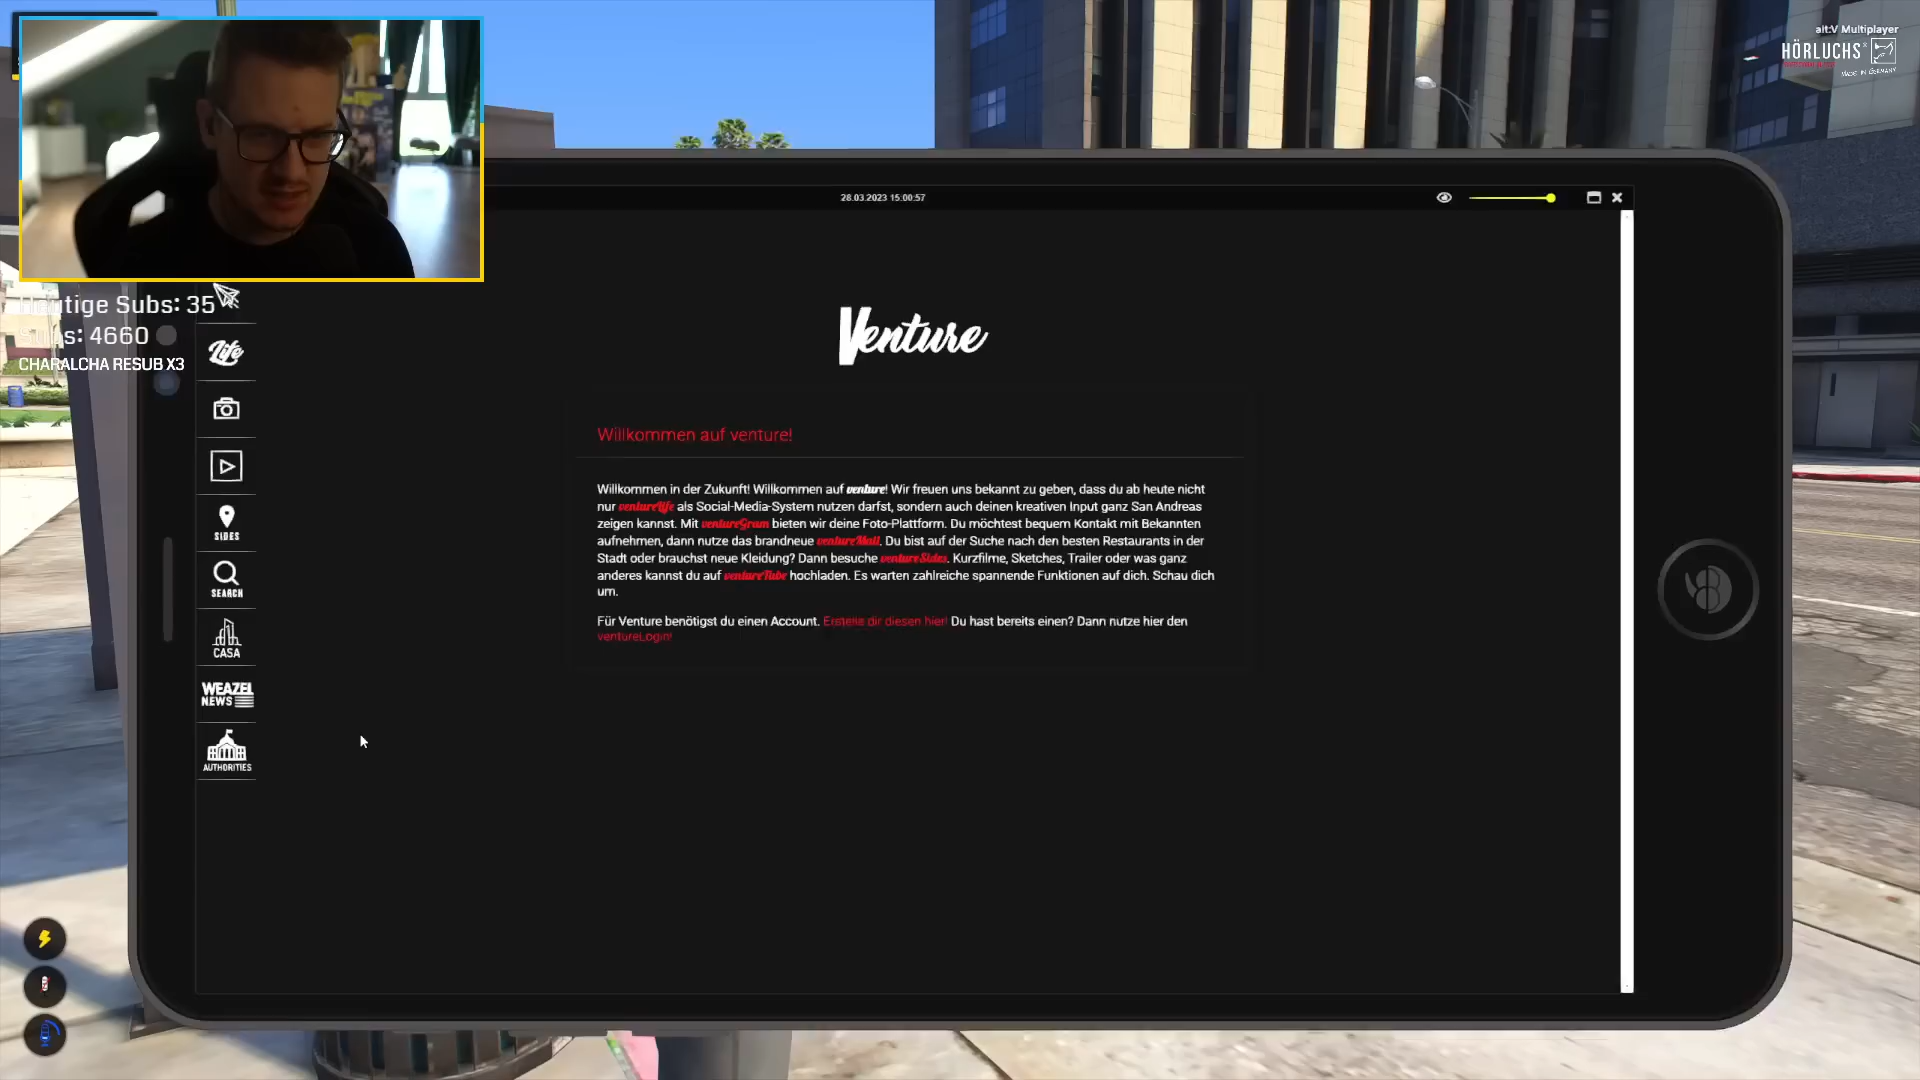 alt:V Multiplayer
HÖRLUCHS
MADE IN GERMANY
28.03.2023 15:00:57
Heutige Subs: 35
Subs: 4660
CHARALCHA RESUB X3
Life
SIDES
SEARCH
CASA
WEAZEL
NEWS
AUTHORITIES
Venture
Willkommen auf venture!
Willkommen in der Zukunft! Willkommen auf venture! Wir freuen uns bekannt zu geben, dass du ab heute nicht
nur ventureLife als Social-Media-System nutzen darfst, sondern auch deinen kreativen Input ganz San Andreas
zeigen kannst. Mit ventureGram bieten wir deine Foto-Plattform. Du möchtest bequem Kontakt mit Bekannten
aufnehmen, dann nutze das brandneue ventureMail. Du bist auf der Suche nach den besten Restaurants in der
Stadt oder brauchst neue Kleidung? Dann besuche ventureSides. Kurzfilme, Sketches, Trailer oder was ganz
anderes kannst du auf ventureTube hochladen. Es warten zahlreiche spannende Funktionen auf dich. Schau dich
um.
Für Venture benötigst du einen Account. Erstelle dir diesen hier! Du hast bereits einen? Dann nutze hier den
ventureLogin!